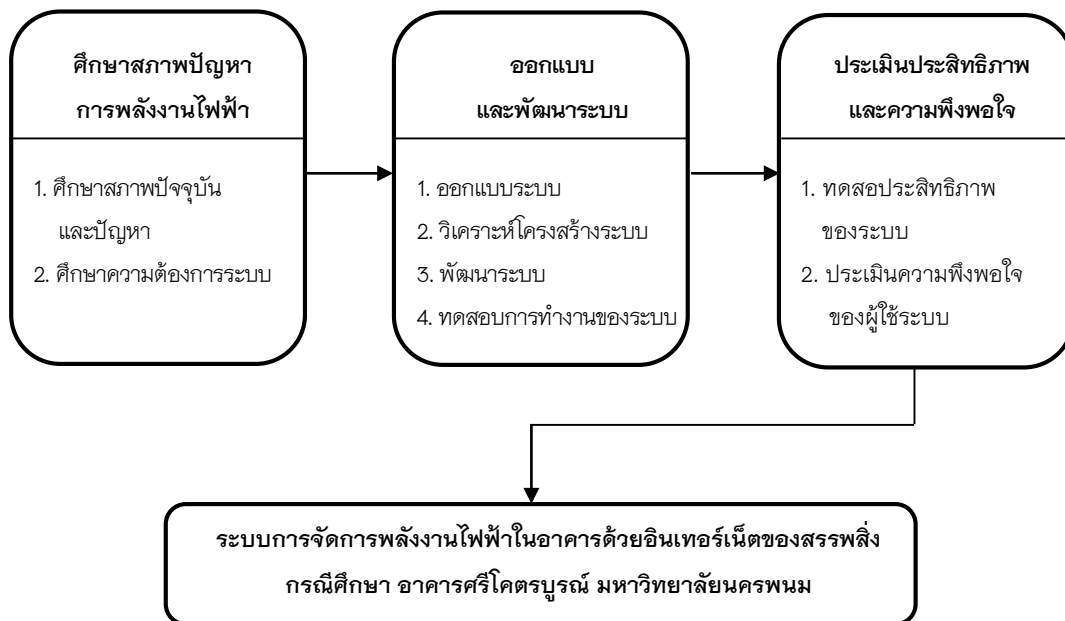 ศึกษาสภาพปัญหา
การพลังงานไฟฟ้า
1. ศึกษาสภาพปัจจุบัน
และปัญหา
2. ศึกษาความต้องการระบบ
ออกแบบ
และพัฒนาระบบ
1. ออกแบบระบบ
2. วิเคราะห์โครงสร้างระบบ
3. พัฒนาระบบ
4. ทดสอบการทำงานของระบบ
ประเมินประสิทธิภาพ
และความพึงพอใจ
1. ทดสอประสิทธิภาพ
ของระบบ
2. ประเมินความพึงพอใจ
ของผู้ใช้ระบบ
ระบบการจัดการพลังงานไฟฟ้าในอาคารด้วยอินเทอร์เน็ตของสรรพสิ่ง
กรณีศึกษา อาคารศรีโคตรบูรณ์ มหาวิทยาลัยนครพนม